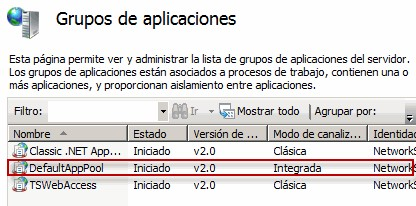 Grupos de aplicaciones
Esta página permite ver y administrar la lista de grupos de aplicaciones del servidor.
Los grupos de aplicaciones están asociados a procesos de trabajo, contienen una o
más aplicaciones, y proporcionan aislamiento entre aplicaciones.
Filtro: Ir Mostrar todo Agrupar por:
Nombre Estado Versión de ... Modo de canaliz... Identidad
Classic .NET App... Iniciado v2.0 Clásica NetworkS
DefaultAppPool Iniciado v2.0 Integrada NetworkS
TSWebAccess Iniciado v2.0 Clásica NetworkS